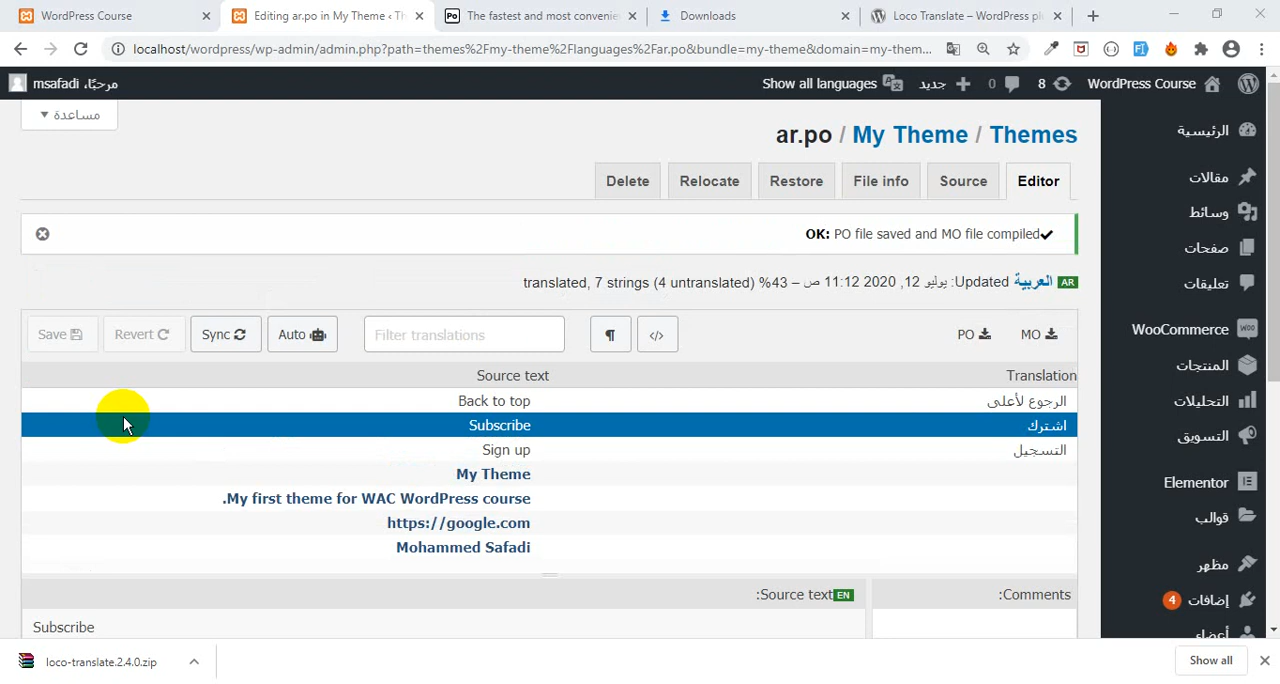 WordPress Course
Editing ar.po in My Theme ‹ T
Po
The fastest and most convenie
Downloads
Loco Translate – WordPress pl
localhost/wordpress/wp-admin/admin.php?path=themes%2Fmy-theme%2Flanguages%2Far.po&bundle=my-theme&domain=my-them...
مرحبًا، msafadi
Show all languages
جديد
0
8
WordPress Course
مساعدة
Themes / My Theme / ar.po
Delete
Relocate
Restore
File info
Source
Editor
OK: PO file saved and MO file compiled
translated, 7 strings (4 untranslated) %43 – يوليو 12, 2020 11:12 ص Updated: العربية AR
Save
Revert
Sync
Auto
Filter translations
¶
</>
PO
MO
Source text
Translation
Back to top
الرجوع لأعلى
Subscribe
اشترك
Sign up
التسجيل
My Theme
.My first theme for WAC WordPress course
https://google.com
Mohammed Safadi
:Source text EN
:Comments
Subscribe
الرئيسية
مقالات
وسائط
صفحات
تعليقات
WooCommerce
المنتجات
التحليلات
التسويق
Elementor
قوالب
مظهر
إضافات 4
أعضاء
loco-translate.2.4.0.zip
Show all